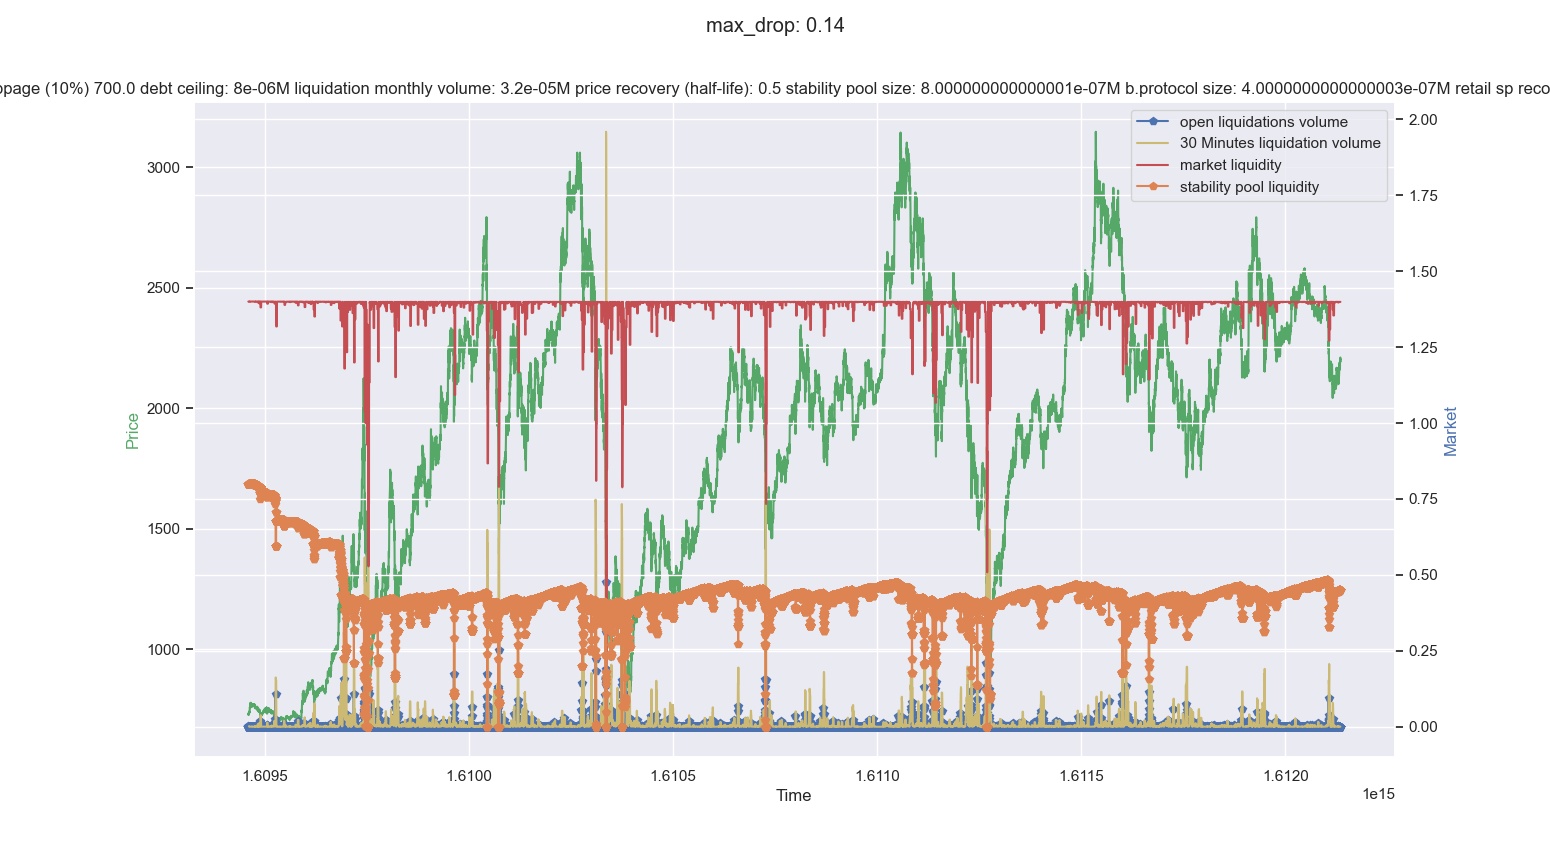 max_drop: 0.14
opage (10%) 700.0 debt ceiling: 8e-06M liquidation monthly volume: 3.2e-05M price recovery (half-life): 0.5 stability pool size: 8.000000000000001e-07M b.protocol size: 4.0000000000000003e-07M retail sp reco
open liquidations volume
30 Minutes liquidation volume
market liquidity
stability pool liquidity
3000
2500
2000
1500
1000
Price
2.00
1.75
1.50
1.25
1.00
0.75
0.50
0.25
0.00
Market
1.6095
1.6100
1.6105
1.6110
1.6115
1.6120
1e15
Time